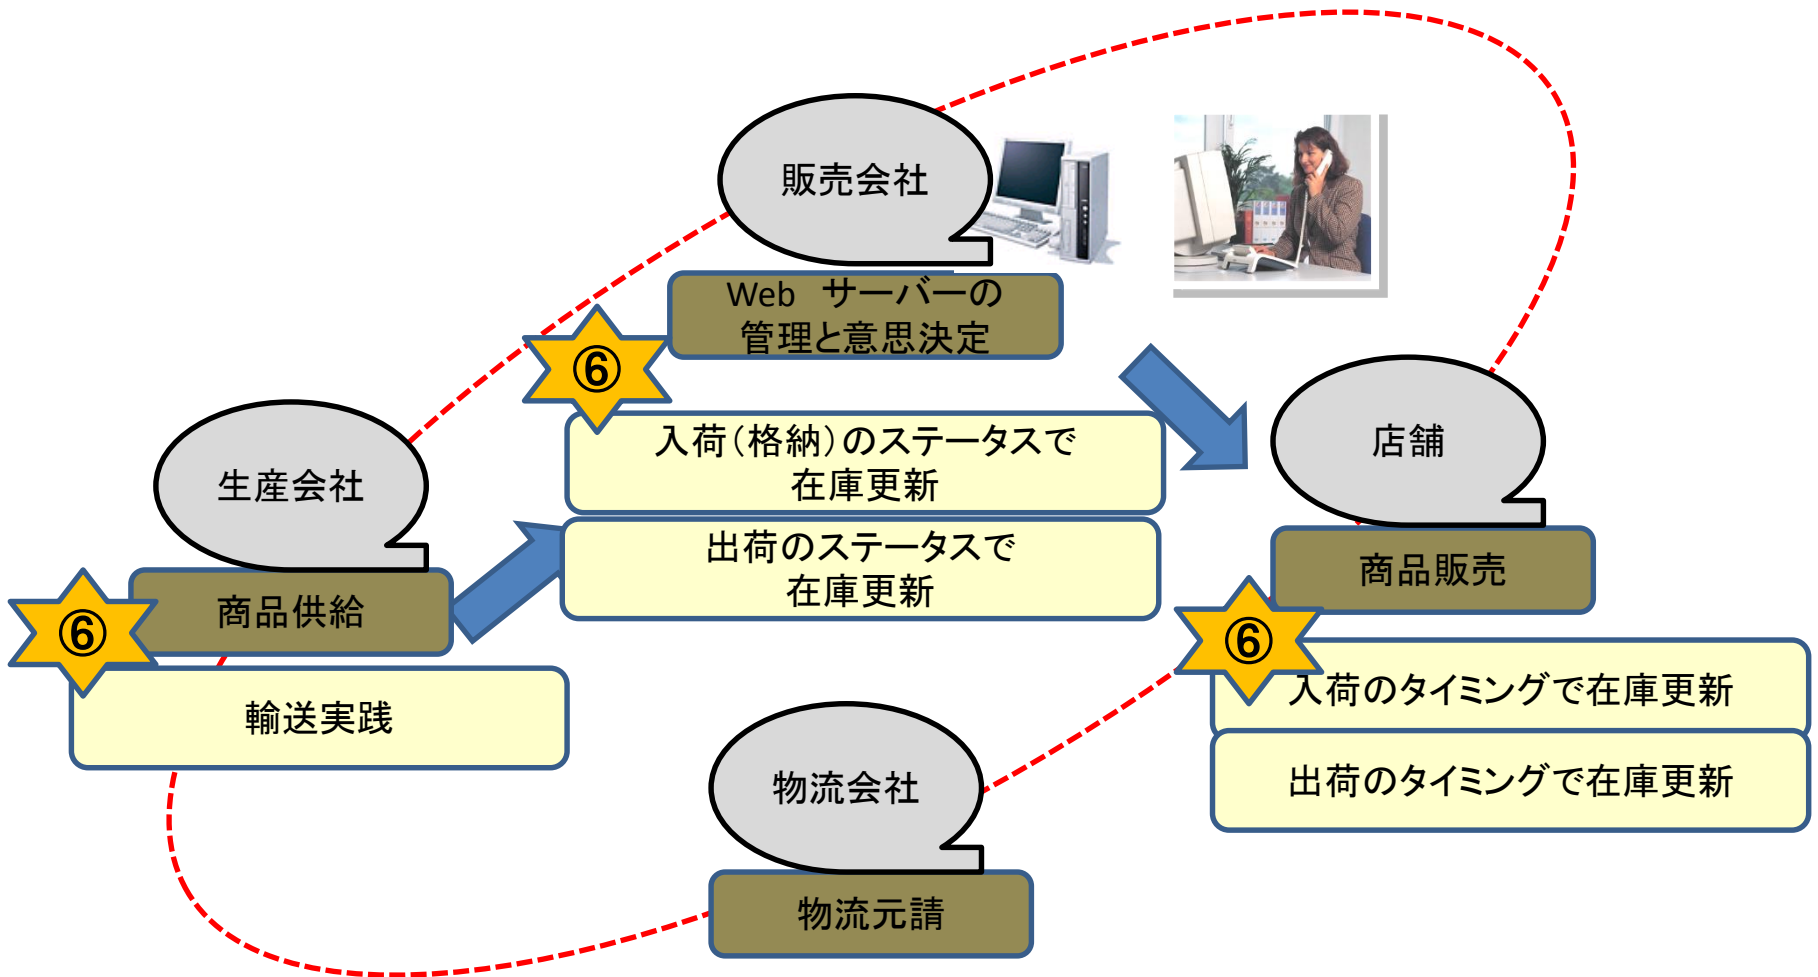 販売会社
Web サーバーの
管理と意思決定
⑥
入荷（格納）のステータスで
在庫更新
出荷のステータスで
在庫更新
生産会社
商品供給
⑥
輸送実践
店舗
商品販売
⑥
入荷のタイミングで在庫更新
出荷のタイミングで在庫更新
物流会社
物流元請